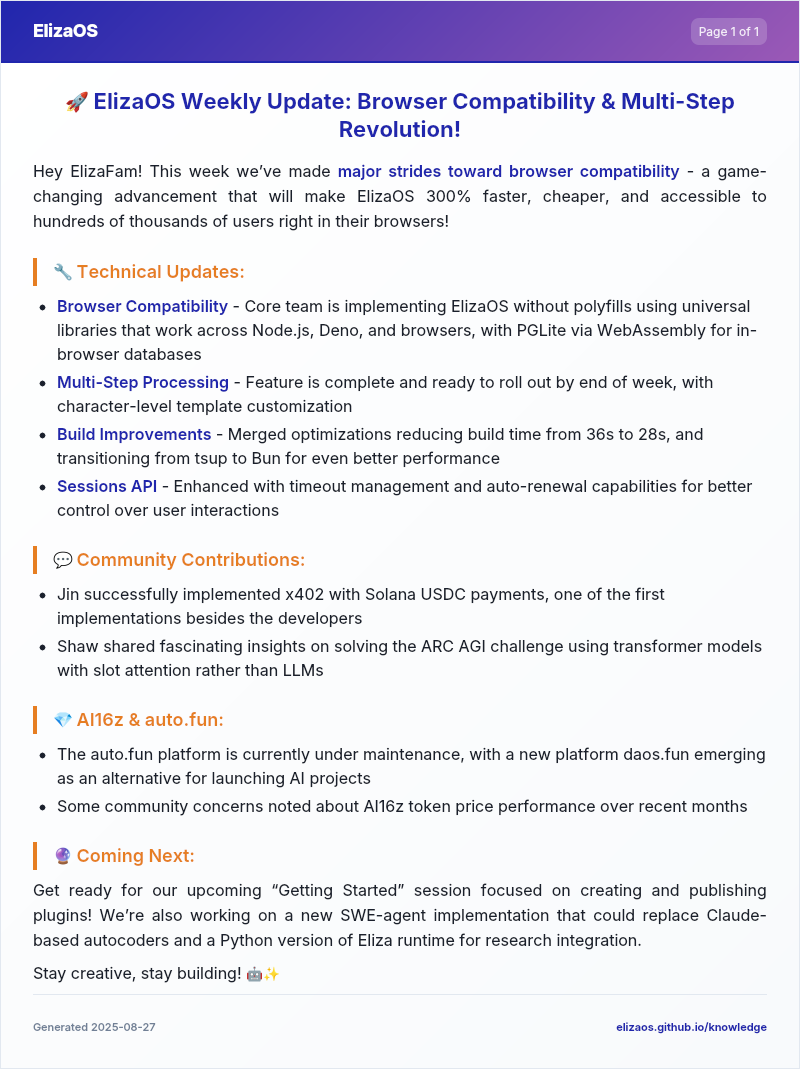 ElizaOS
Page 1 of 1
🚀 ElizaOS Weekly Update: Browser Compatibility & Multi-Step
Revolution!
Hey ElizaFam! This week we’ve made major strides toward browser compatibility - a game-
changing advancement that will make ElizaOS 300% faster, cheaper, and accessible to
hundreds of thousands of users right in their browsers!
🔧 Technical Updates:
• Browser Compatibility - Core team is implementing ElizaOS without polyfills using universal
libraries that work across Node.js, Deno, and browsers, with PGLite via WebAssembly for in-
browser databases
• Multi-Step Processing - Feature is complete and ready to roll out by end of week, with
character-level template customization
• Build Improvements - Merged optimizations reducing build time from 36s to 28s, and
transitioning from tsup to Bun for even better performance
• Sessions API - Enhanced with timeout management and auto-renewal capabilities for better
control over user interactions
💬 Community Contributions:
• Jin successfully implemented x402 with Solana USDC payments, one of the first
implementations besides the developers
• Shaw shared fascinating insights on solving the ARC AGI challenge using transformer models
with slot attention rather than LLMs
💎 AI16z & auto.fun:
• The auto.fun platform is currently under maintenance, with a new platform daos.fun emerging
as an alternative for launching AI projects
• Some community concerns noted about AI16z token price performance over recent months
🔮 Coming Next:
Get ready for our upcoming “Getting Started” session focused on creating and publishing
plugins! We’re also working on a new SWE-agent implementation that could replace Claude-
based autocoders and a Python version of Eliza runtime for research integration.
Stay creative, stay building! 🤖✨
Generated 2025-08-27
elizaos.github.io/knowledge